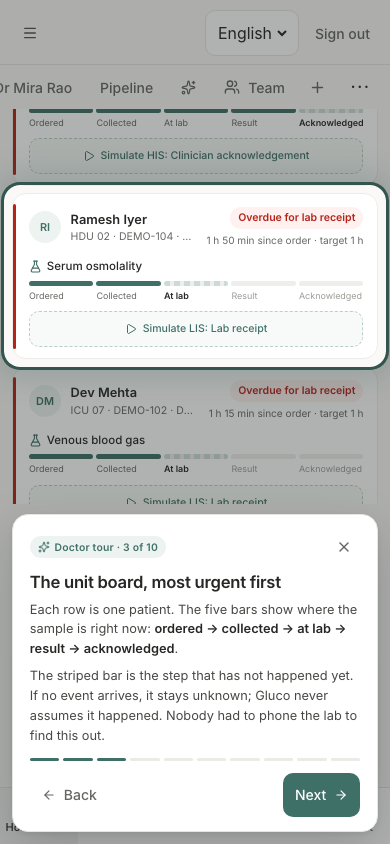 English
Sign out
Dr Mira Rao
Pipeline
Team
Ordered Collected At lab Result Acknowledged
Simulate HIS: Clinician acknowledgement
RI
Ramesh Iyer
Overdue for lab receipt
HDU 02 · DEMO-104 · ...
1 h 50 min since order · target 1 h
Serum osmolality
Ordered Collected At lab Result Acknowledged
Simulate LIS: Lab receipt
DM
Dev Mehta
Overdue for lab receipt
ICU 07 · DEMO-102 · D...
1 h 15 min since order · target 1 h
Venous blood gas
Ordered Collected At lab Result Acknowledged
Simulate LIS: Lab receipt
Doctor tour · 3 of 10
The unit board, most urgent first
Each row is one patient. The five bars show where the
sample is right now: ordered → collected → at lab →
result → acknowledged.
The striped bar is the step that has not happened yet.
If no event arrives, it stays unknown; Gluco never
assumes it happened. Nobody had to phone the lab to
find this out.
← Back
Next →